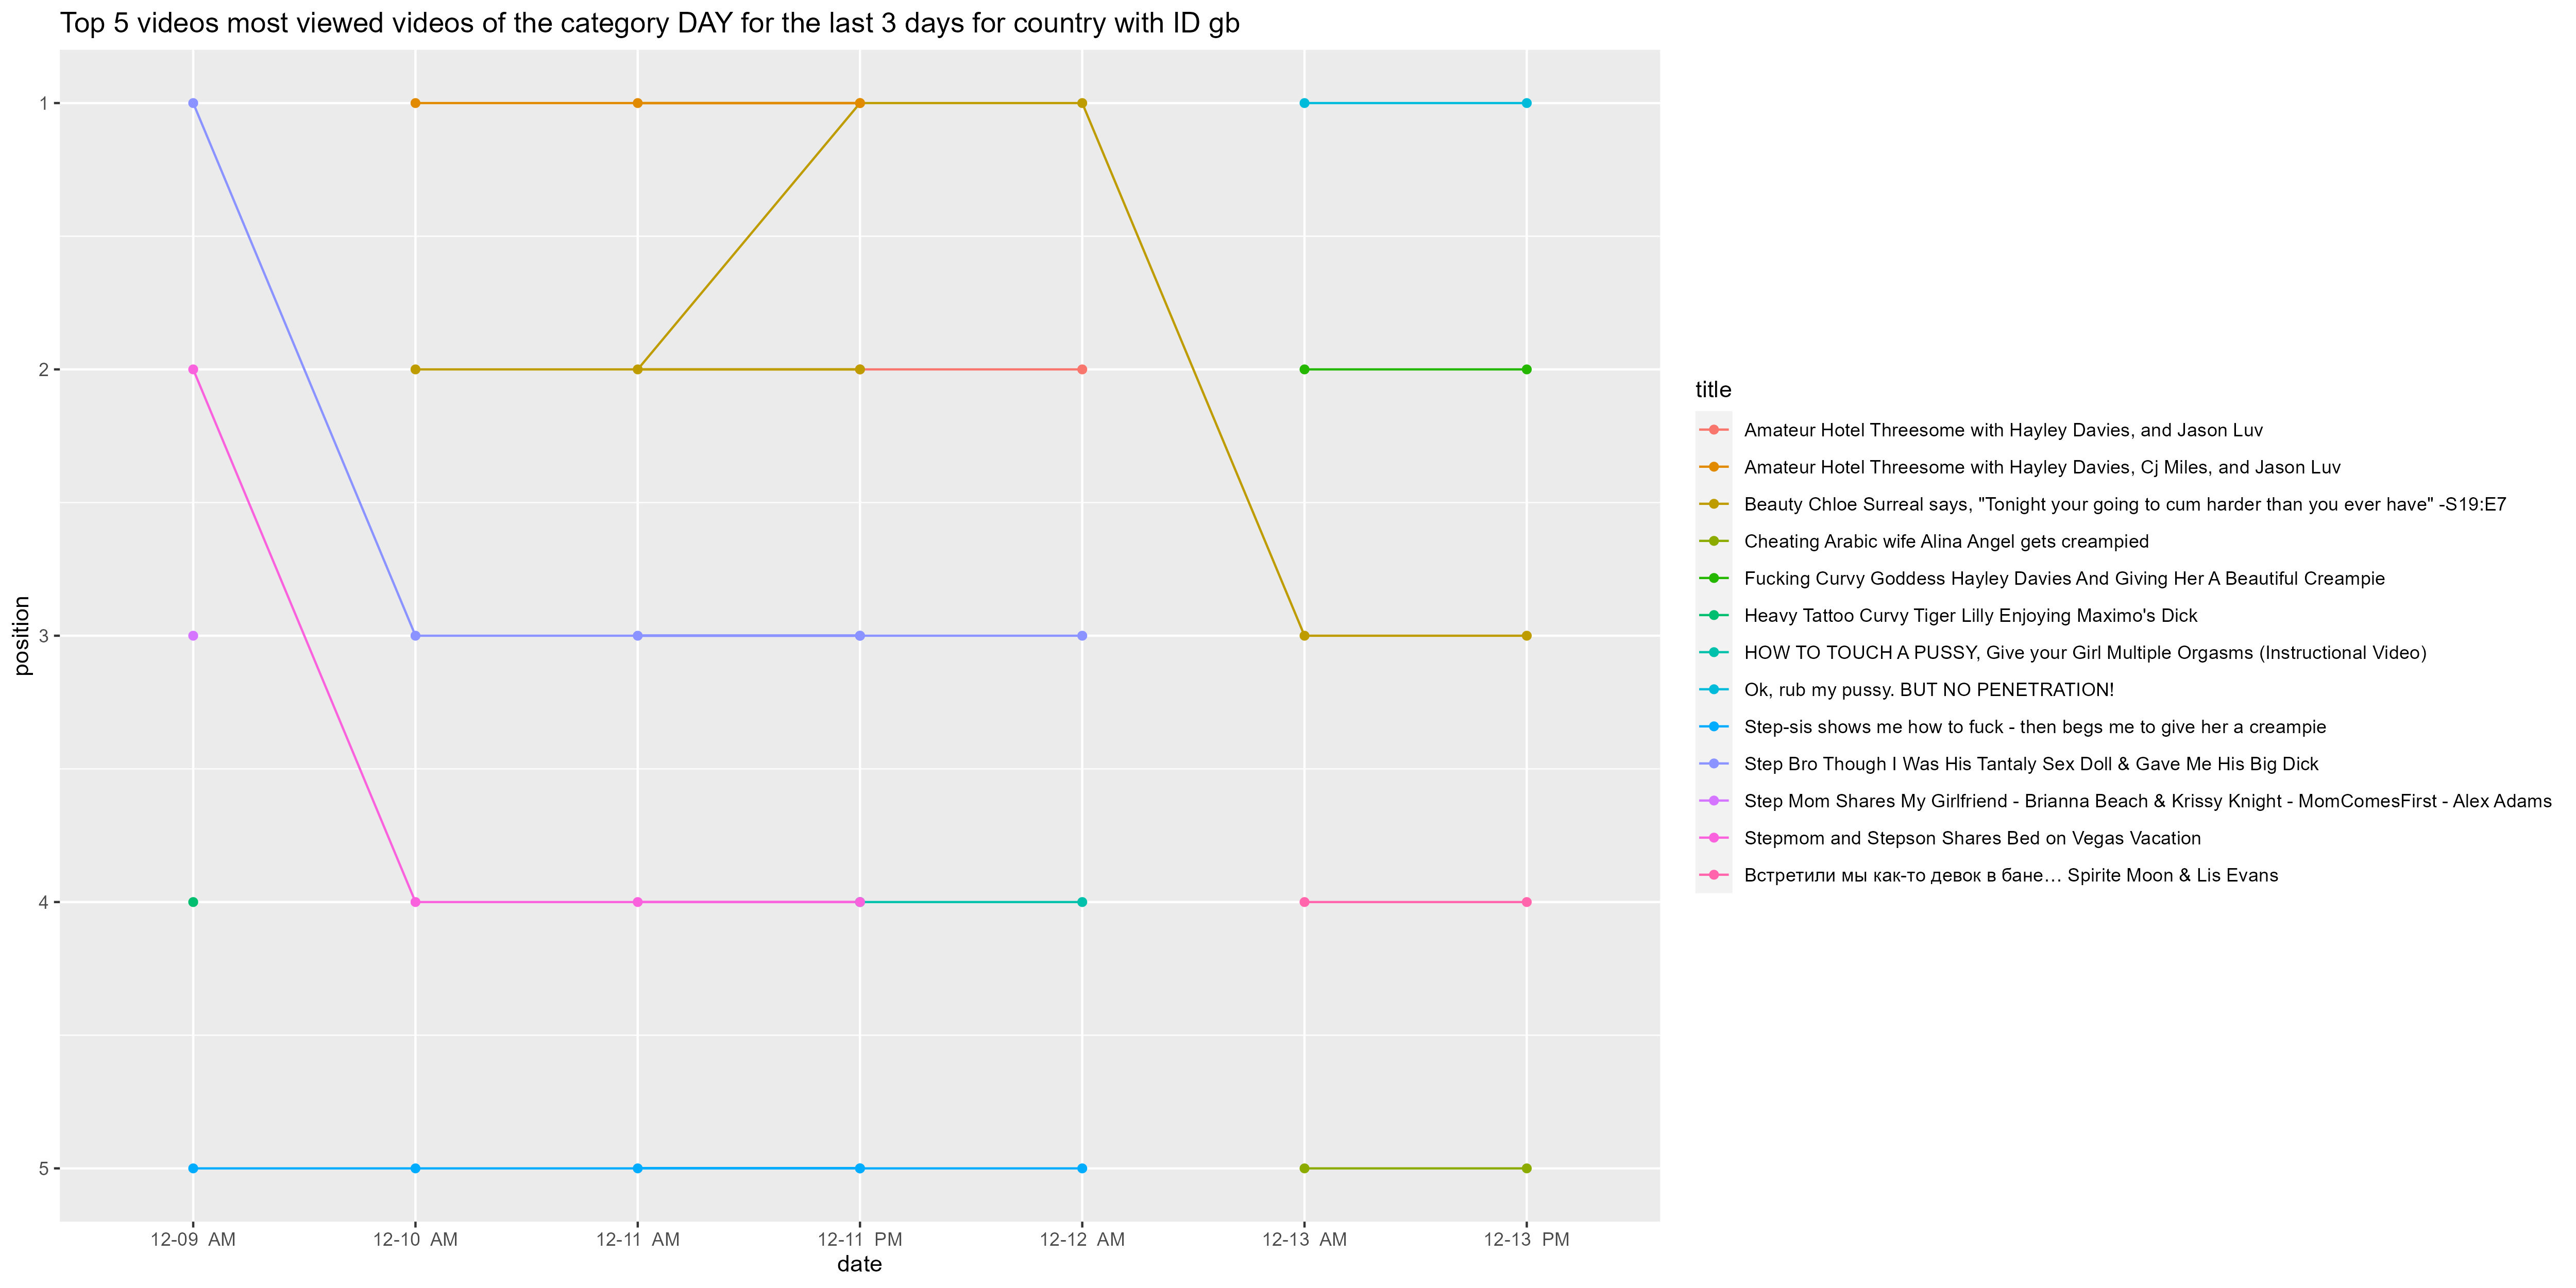 Top 5 videos most viewed videos of the category DAY for the last 3 days for country with ID gb
1
2
3
4
5
position
12-09 AM
12-10 AM
12-11 AM
12-11 PM
12-12 AM
12-13 AM
12-13 PM
date
title
Amateur Hotel Threesome with Hayley Davies, and Jason Luv
Amateur Hotel Threesome with Hayley Davies, Cj Miles, and Jason Luv
Beauty Chloe Surreal says, "Tonight your going to cum harder than you ever have" -S19:E7
Cheating Arabic wife Alina Angel gets creampied
Fucking Curvy Goddess Hayley Davies And Giving Her A Beautiful Creampie
Heavy Tattoo Curvy Tiger Lilly Enjoying Maximo's Dick
HOW TO TOUCH A PUSSY, Give your Girl Multiple Orgasms (Instructional Video)
Ok, rub my pussy. BUT NO PENETRATION!
Step-sis shows me how to fuck - then begs me to give her a creampie
Step Bro Though I Was His Tantaly Sex Doll & Gave Me His Big Dick
Step Mom Shares My Girlfriend - Brianna Beach & Krissy Knight - MomComesFirst - Alex Adams
Stepmom and Stepson Shares Bed on Vegas Vacation
Встретили мы как-то девок в бане… Spirite Moon & Lis Evans